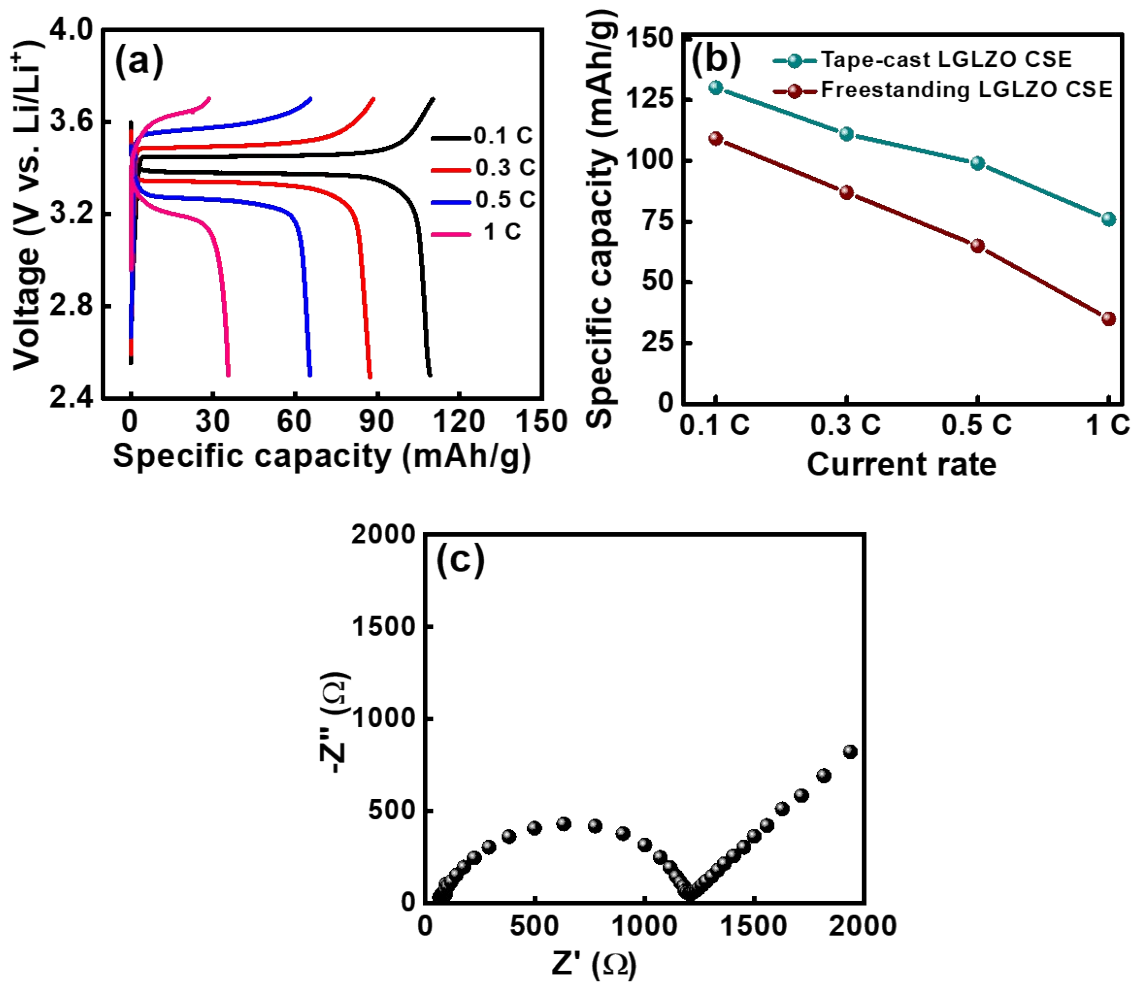 (a)
4.0
3.6
3.2
2.8
2.4
Voltage (V vs. Li/Li⁺)
0.1 C
0.3 C
0.5 C
1 C
0 30 60 90 120 150
Specific capacity (mAh/g)
(b)
Tape-cast LGLZO CSE
Freestanding LGLZO CSE
150
125
100
75
50
25
0
Specific capacity (mAh/g)
0.1 C 0.3 C 0.5 C 1 C
Current rate
(c)
2000
1500
1000
500
0
-Z'' (Ω)
0 500 1000 1500 2000
Z' (Ω)